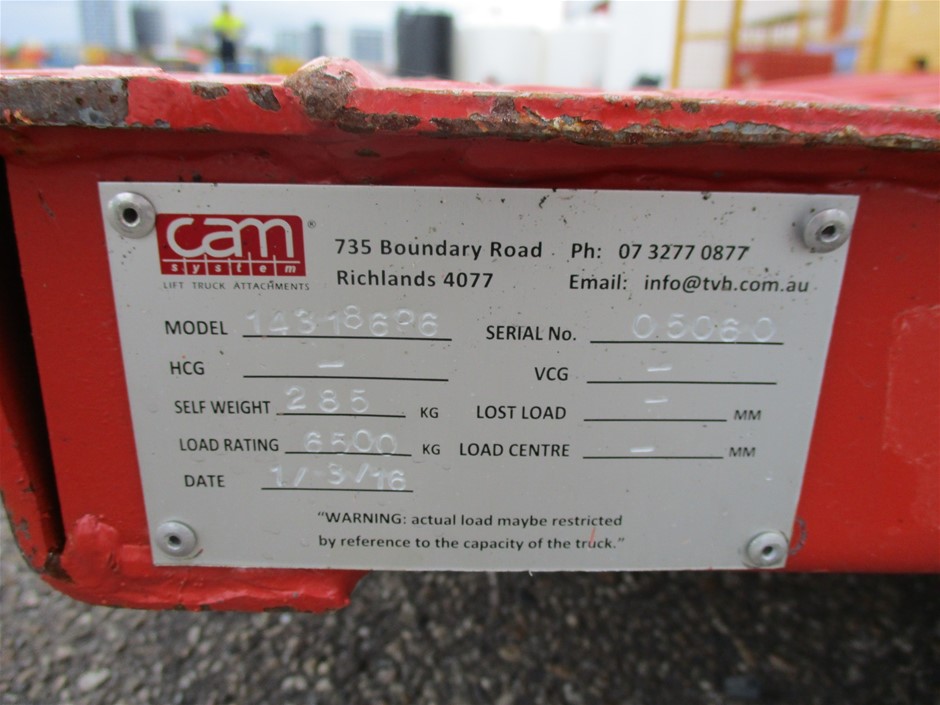 cam ®
system
LIFT TRUCK ATTACHMENTS
735 Boundary Road Ph: 07 3277 0877
Richlands 4077 Email: info@tvh.com.au
MODEL SERIAL No. 05060
HCG - VCG -
SELF WEIGHT 285 KG LOST LOAD - MM
LOAD RATING 6500 KG LOAD CENTRE - MM
DATE 1/3/16
"WARNING: actual load maybe restricted
by reference to the capacity of the truck."